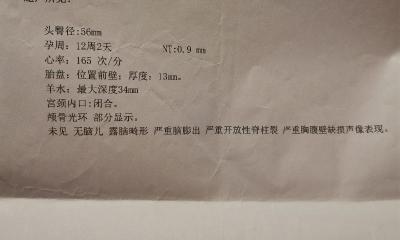 头臀径:56mm
孕周: 12周2天 NT:0.9 mm
心率: 165 次/分
胎盘: 位置前壁; 厚度: 13mm。
羊水: 最大深度34mm
宫颈内口:闭合。
颅骨光环 部分显示。
未见 无脑儿 露脑畸形 严重脑膨出 严重开放性脊柱裂 严重胸腹壁缺损声像表现。